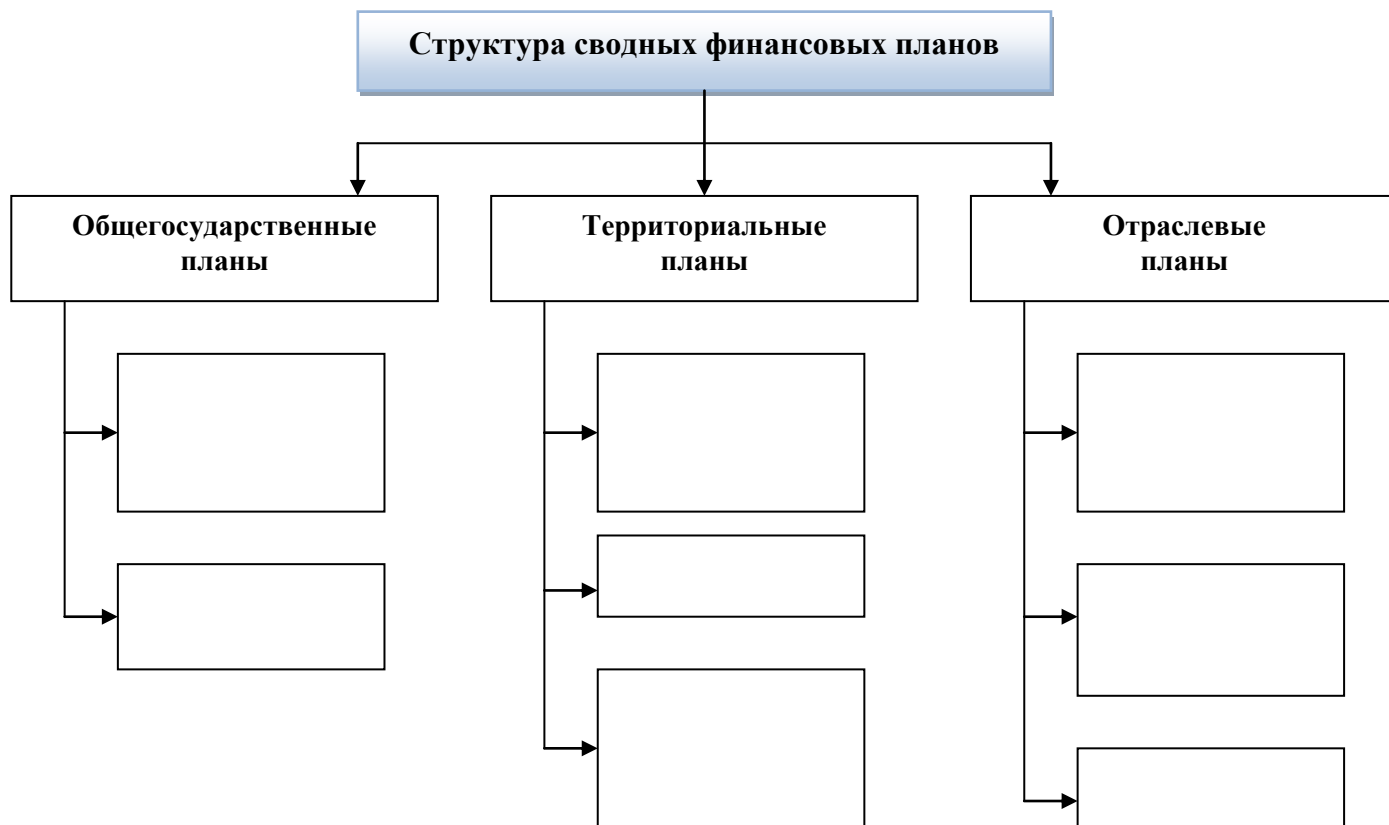 Структура сводных финансовых планов
Общегосударственные
планы
Территориальные
планы
Отраслевые
планы